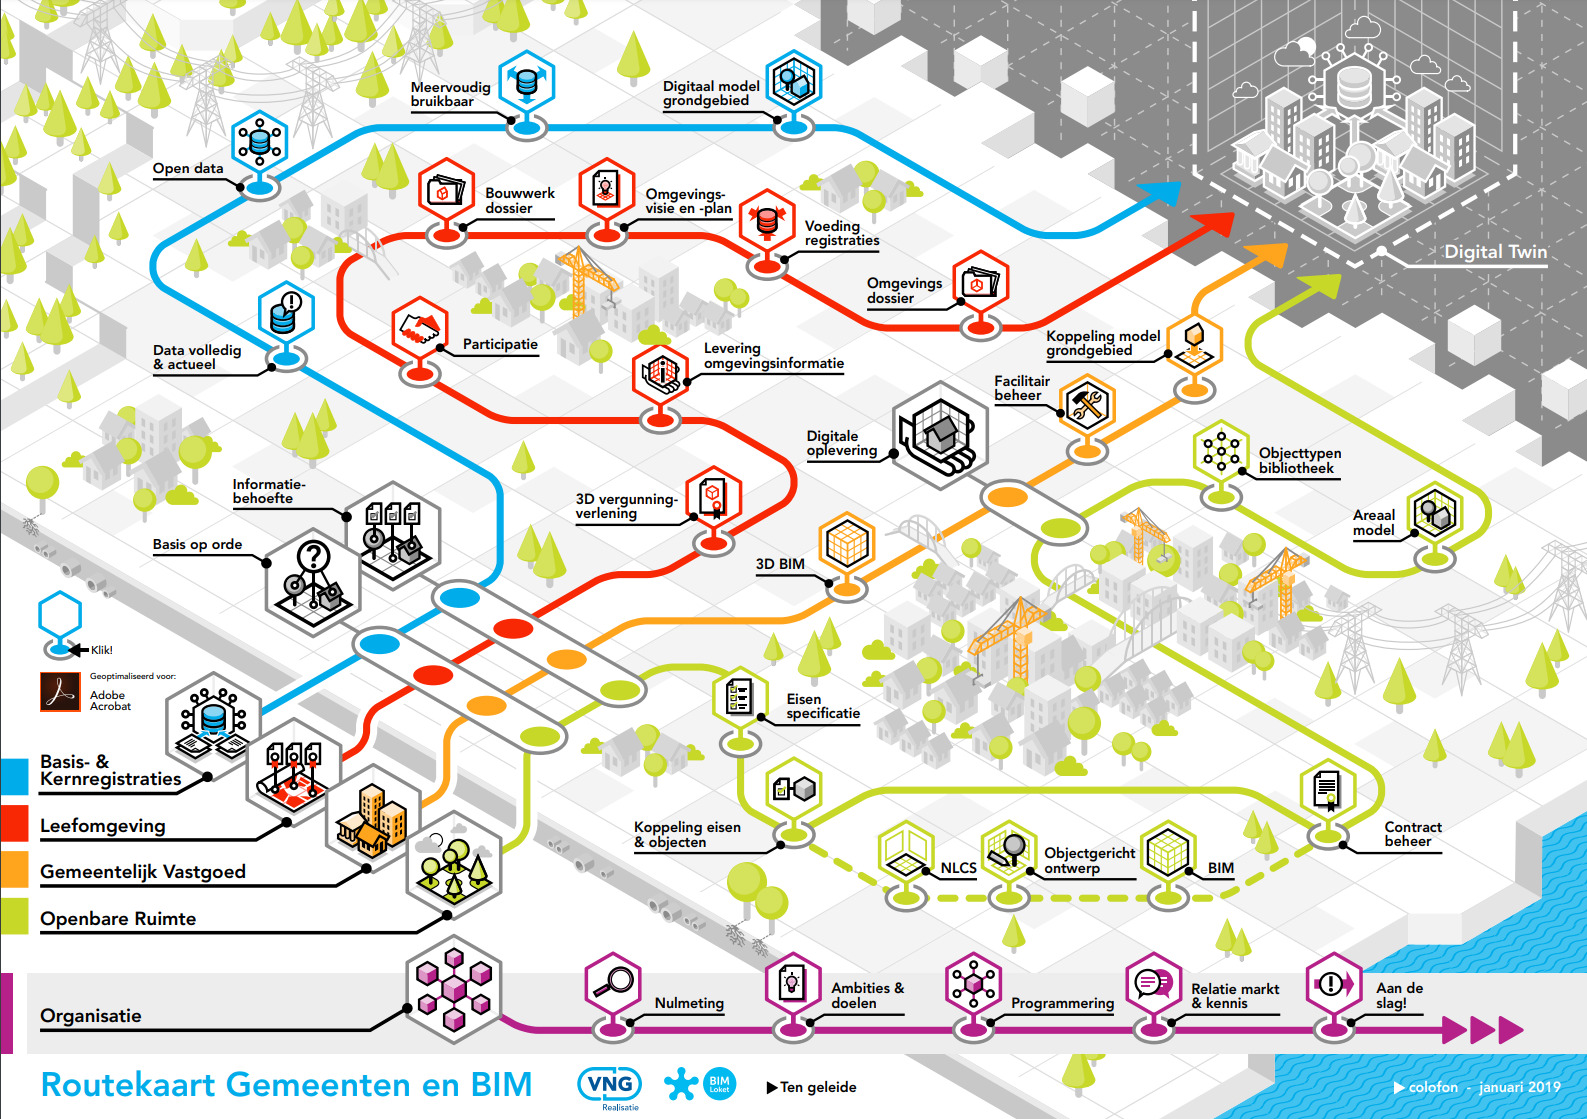 Meervoudig
bruikbaar
Digitaal model
grondgebied
Open data
Bouwwerk
dossier
Omgevings-
visie en -plan
Voeding
registraties
Omgevings
dossier
Digital Twin
Data volledig
& actueel
Participatie
Levering
omgevingsinformatie
Koppeling model
grondgebied
Facilitair
beheer
Digitale
oplevering
Objecttypen
bibliotheek
Areaal
model
Informatie-
behoefte
Basis op orde
3D vergunning-
verlening
3D BIM
Klik!
Geoptimaliseerd voor:
Adobe
Acrobat
Eisen
specificatie
Basis- &
Kernregistraties
Leefomgeving
Gemeentelijk Vastgoed
Openbare Ruimte
Koppeling eisen
& objecten
NLCS
Objectgericht
ontwerp
BIM
Contract
beheer
Organisatie
Nulmeting
Ambities &
doelen
Programmering
Relatie markt
& kennis
Aan de
slag!
Routekaart Gemeenten en BIM
VNG
Realisatie
BIM
Loket
Ten geleide
colofon - januari 2019